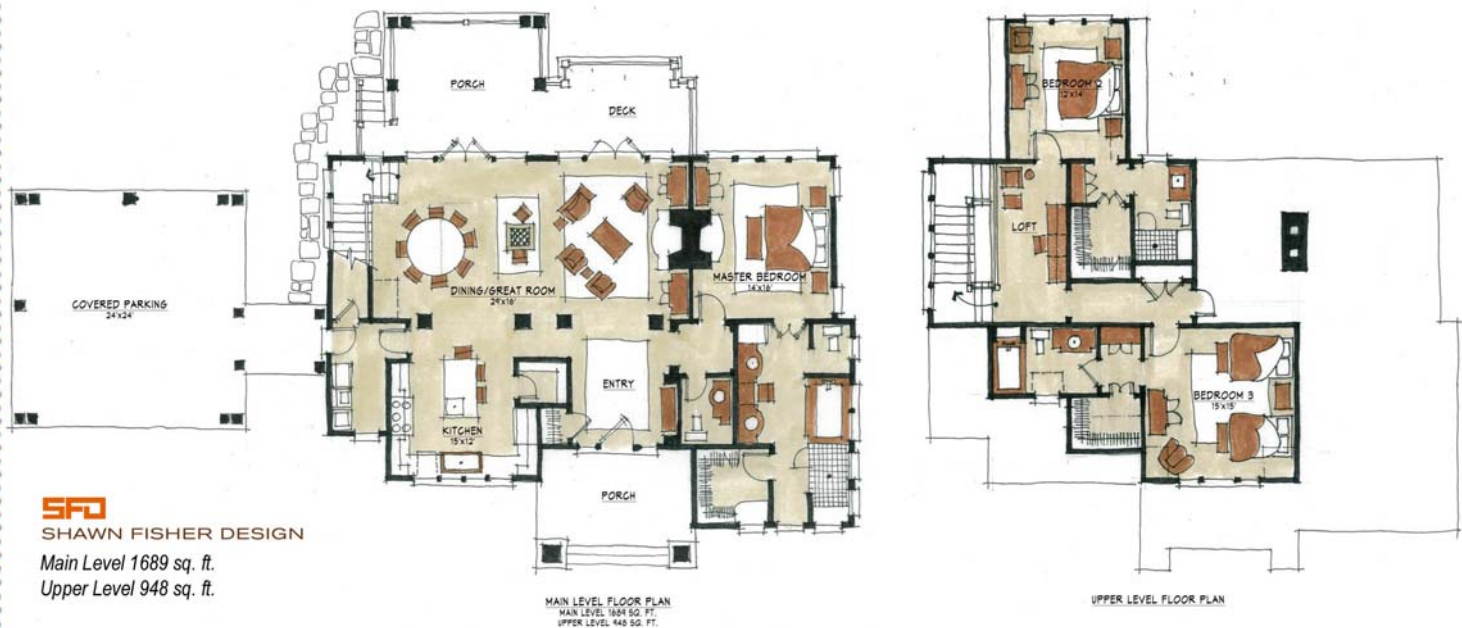 PORCH
DECK
COVERED PARKING
24'x24'
DINING/GREAT ROOM
29'x16'
MASTER BEDROOM
14'x16'
ENTRY
KITCHEN
15'x12'
PORCH
SFD
SHAWN FISHER DESIGN
Main Level 1689 sq. ft.
Upper Level 948 sq. ft.
MAIN LEVEL FLOOR PLAN
MAIN LEVEL 1689 SQ. FT.
UPPER LEVEL 948 SQ. FT.
BEDROOM 2
12'x14'
LOFT
BEDROOM 3
15'x15'
UPPER LEVEL FLOOR PLAN